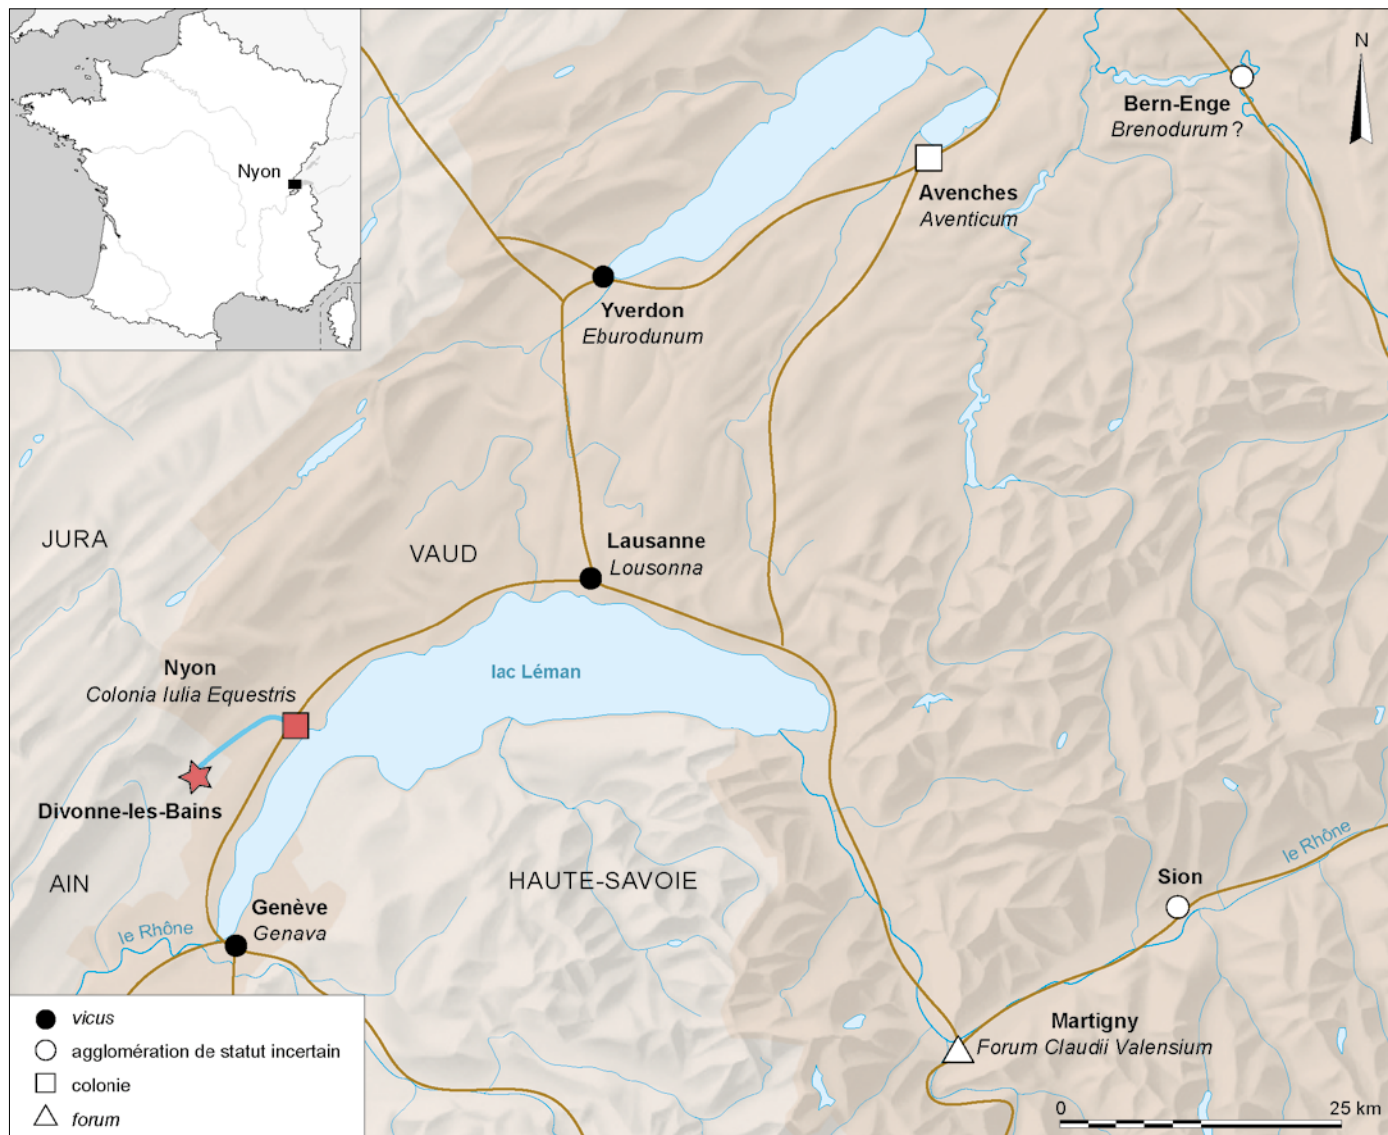 Nyon
N
Bern-Enge
Brenodurum ?
Avenches
Aventicum
Yverdon
Eburodunum
JURA
VAUD
Lausanne
Lousonna
Nyon
Colonia Iulia Equestris
lac Léman
Divonne-les-Bains
AIN
HAUTE-SAVOIE
le Rhône
Sion
Genève
Genava
le Rhône
Martigny
Forum Claudii Valensium
vicus
agglomération de statut incertain
colonie
forum
0
25 km